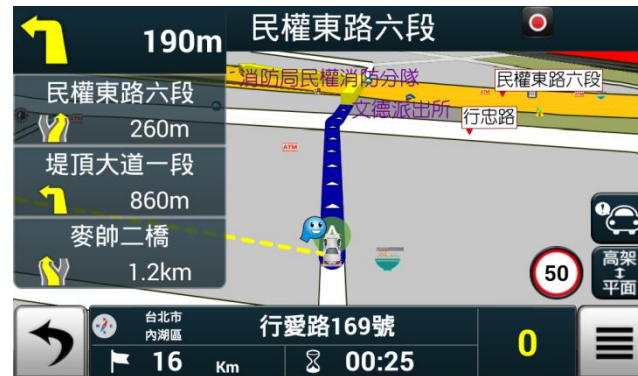 190m
民權東路六段
民權東路六段
260m
堤頂大道一段
860m
麥帥二橋
1.2km
消防局民權消防分隊
文德派出所
民權東路六段
行忠路
ATM
ATM
50
高架
平面
台北市
內湖區
行愛路169號
0
16 Km
00:25